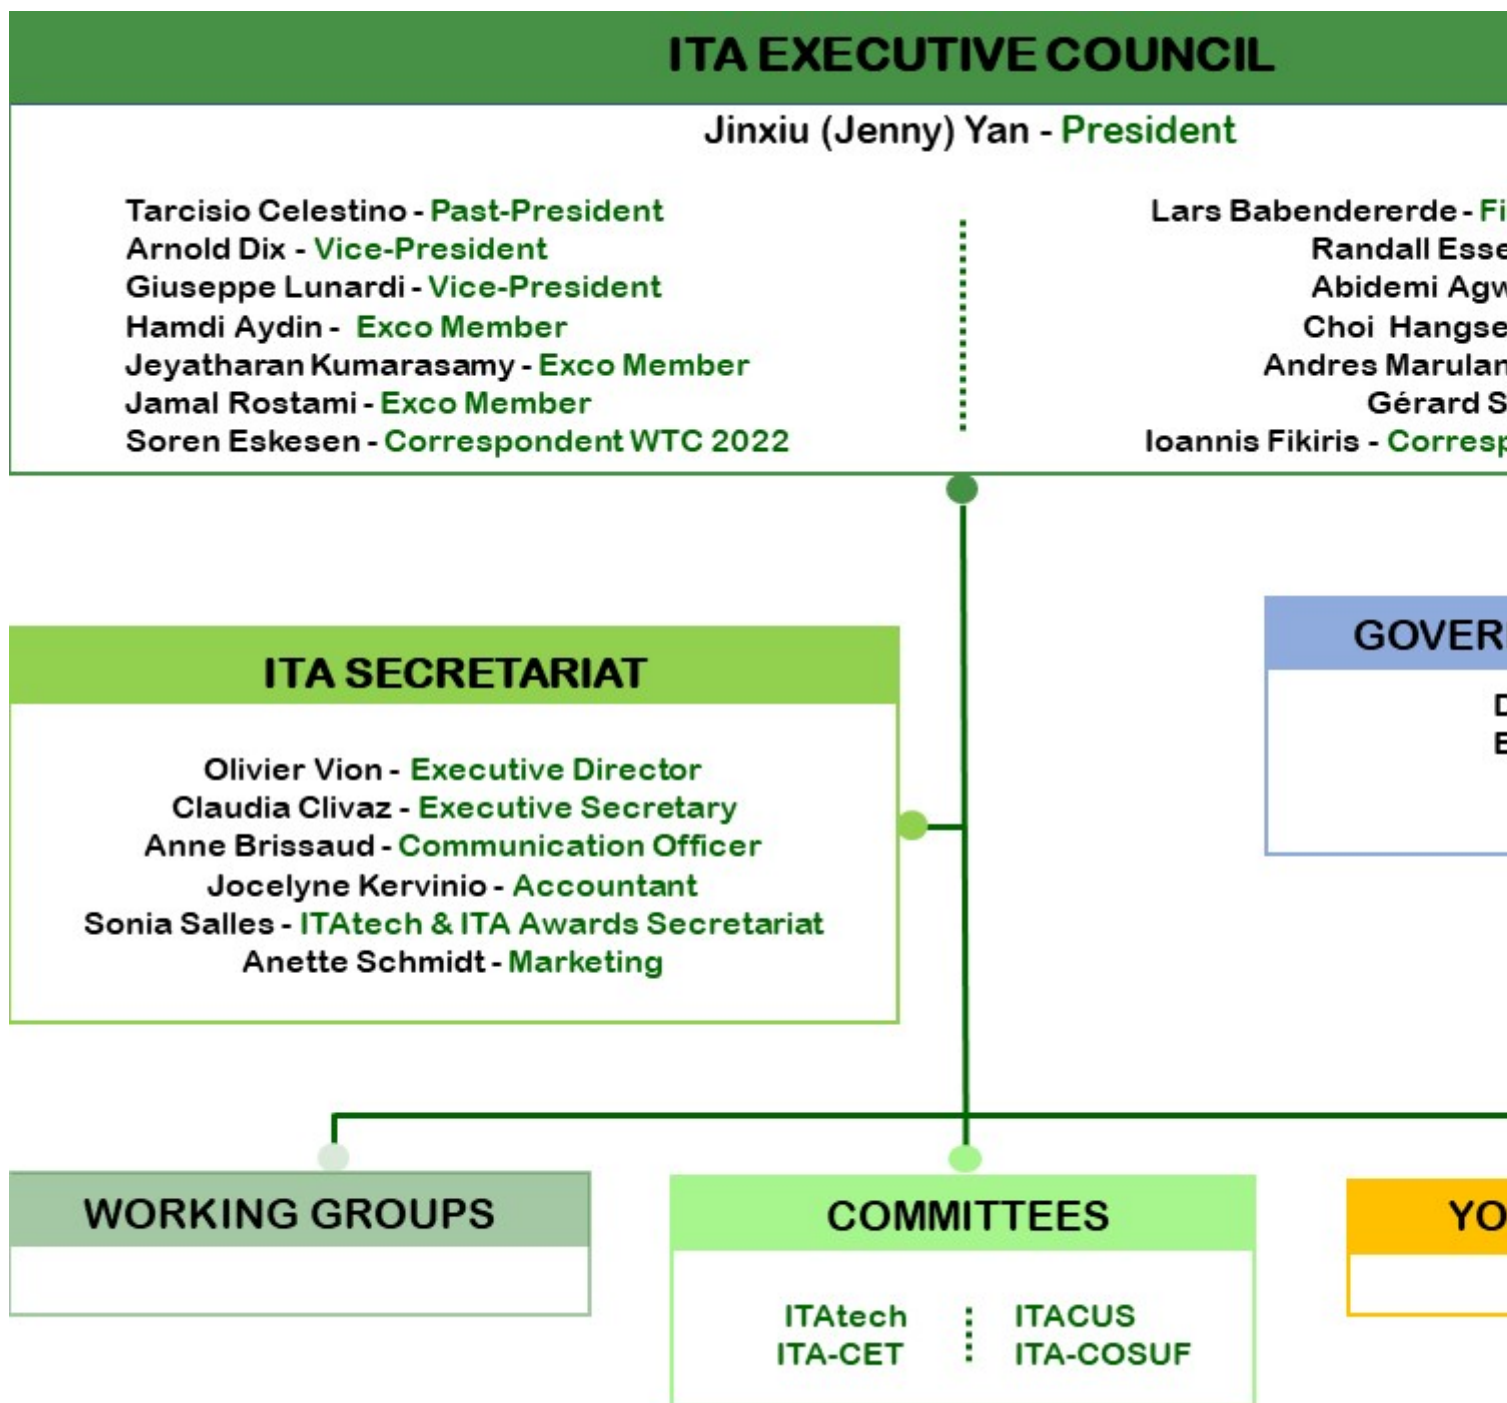 ITA EXECUTIVE COUNCIL
Jinxiu (Jenny) Yan - President
Tarcisio Celestino - Past-President
Arnold Dix - Vice-President
Giuseppe Lunardi - Vice-President
Hamdi Aydin - Exco Member
Jeyatharan Kumarasamy - Exco Member
Jamal Rostami - Exco Member
Soren Eskesen - Correspondent WTC 2022
Lars Babendererde -
Randall
Abidemi
Choi
Andres
Gérard
Ioannis Fikiris -
ITA SECRETARIAT
Olivier Vion - Executive Director
Claudia Clivaz - Executive Secretary
Anne Brissaud - Communication Officer
Jocelyne Kervinio - Accountant
Sonia Salles - ITAtech & ITA Awards Secretariat
Anette Schmidt - Marketing
WORKING GROUPS
COMMITTEES
ITAtech
ITA-CET
ITACUS
ITA-COSUF